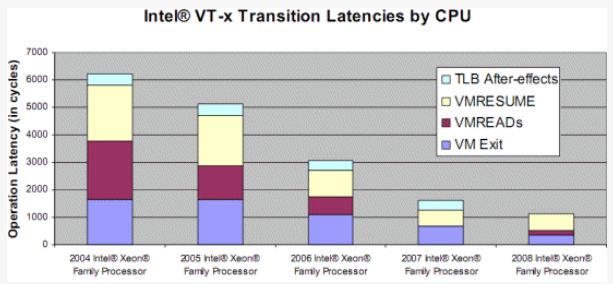 Intel® VT-x Transition Latencies by CPU
Operation Latency (in cycles)
7000
6000
5000
4000
3000
2000
1000
0
TLB After-effects
VMRESUME
VMREADs
VM Exit
2004 Intel® Xeon®
Family Processor
2005 Intel® Xeon®
Family Processor
2006 Intel® Xeon®
Family Processor
2007 Intel® Xeon®
Family Processor
2008 Intel® Xeon®
Family Processor